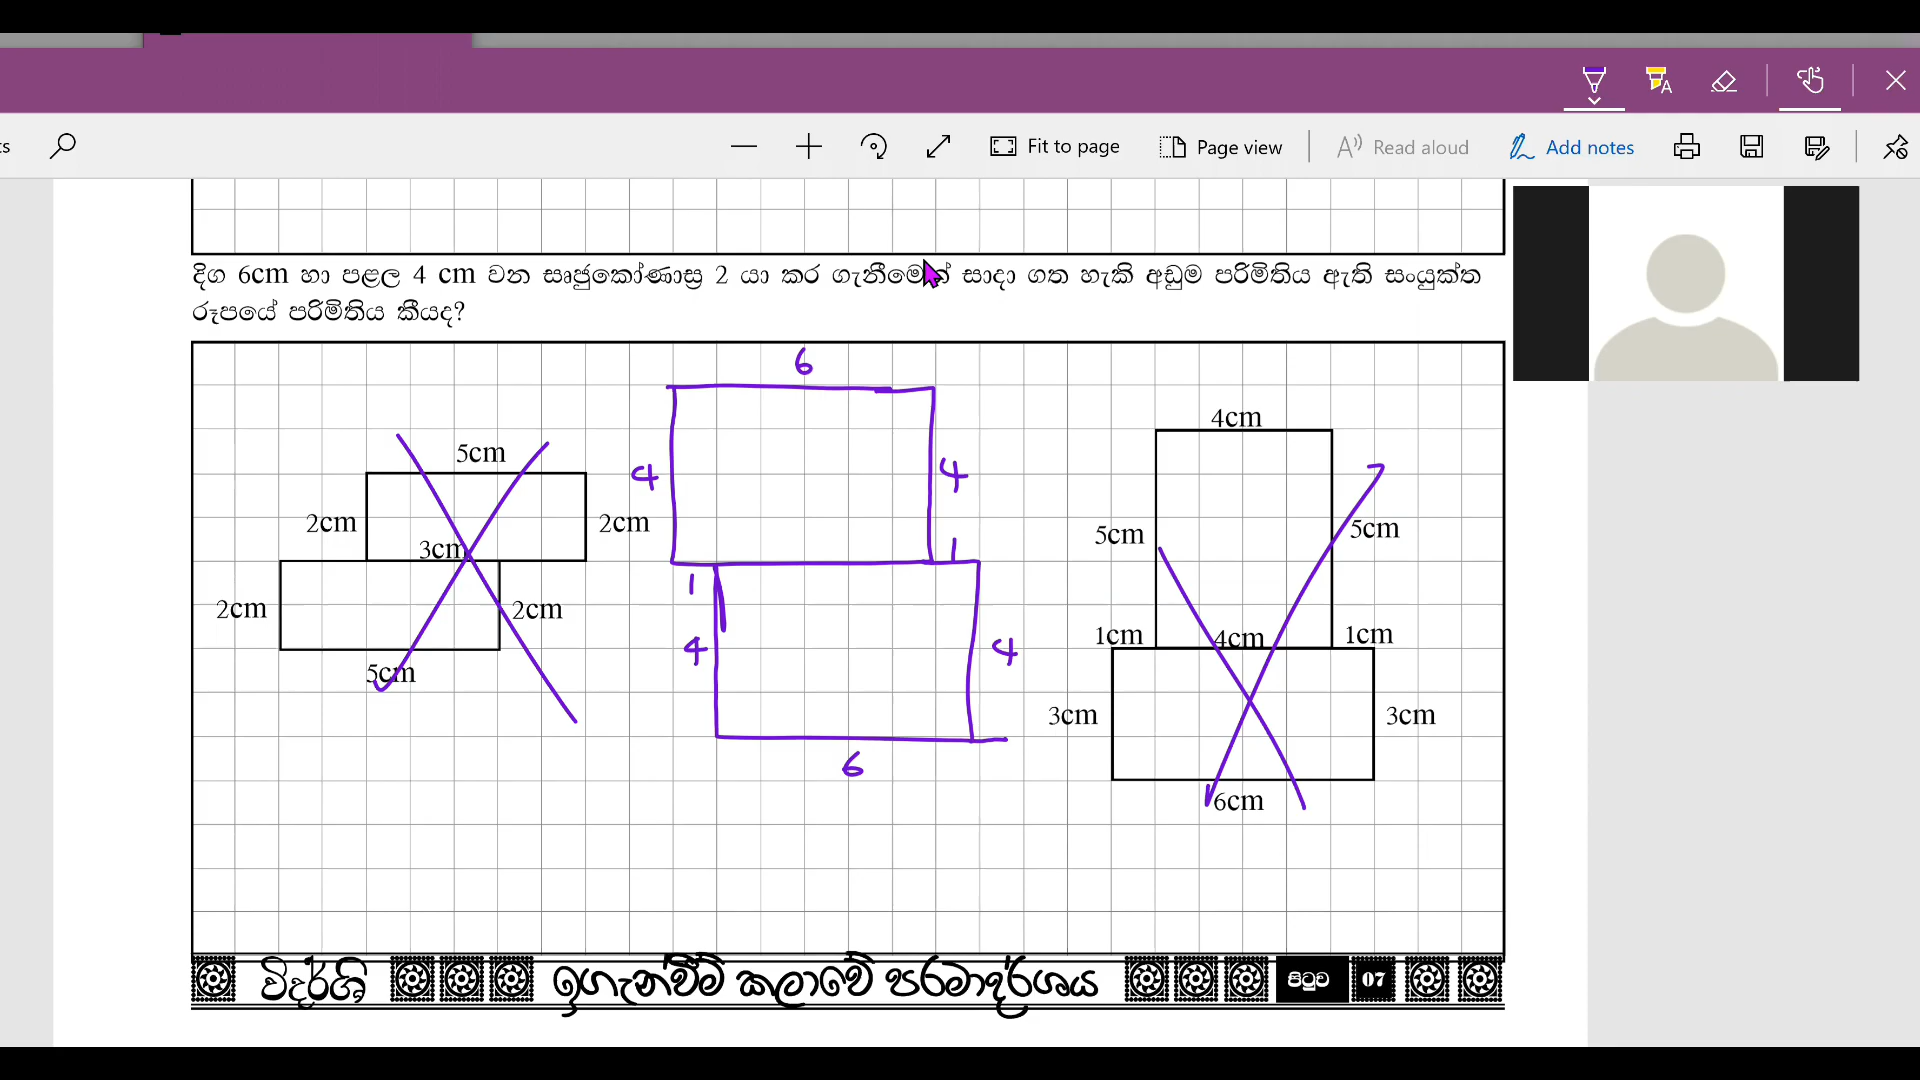 Fit to page
Page view
Read aloud
Add notes
දිග 6cm හා පළල 4 cm වන සෘජුකෝණාස්‍ර 2 යා කර ගැනීමෙන් සාදා ගත හැකි අඩුම පරිමිතිය ඇති සංයුක්ත
රූපයේ පරිමිතිය කීයද?
5cm
2cm
2cm
3cm
2cm
2cm
5cm
6
4
4
1
1
4
4
6
4cm
5cm
5cm
1cm
4cm
1cm
3cm
3cm
6cm
විදර්ශී ඉගැන්වීම් කලාවේ පරමාදර්ශය පිටුව 07